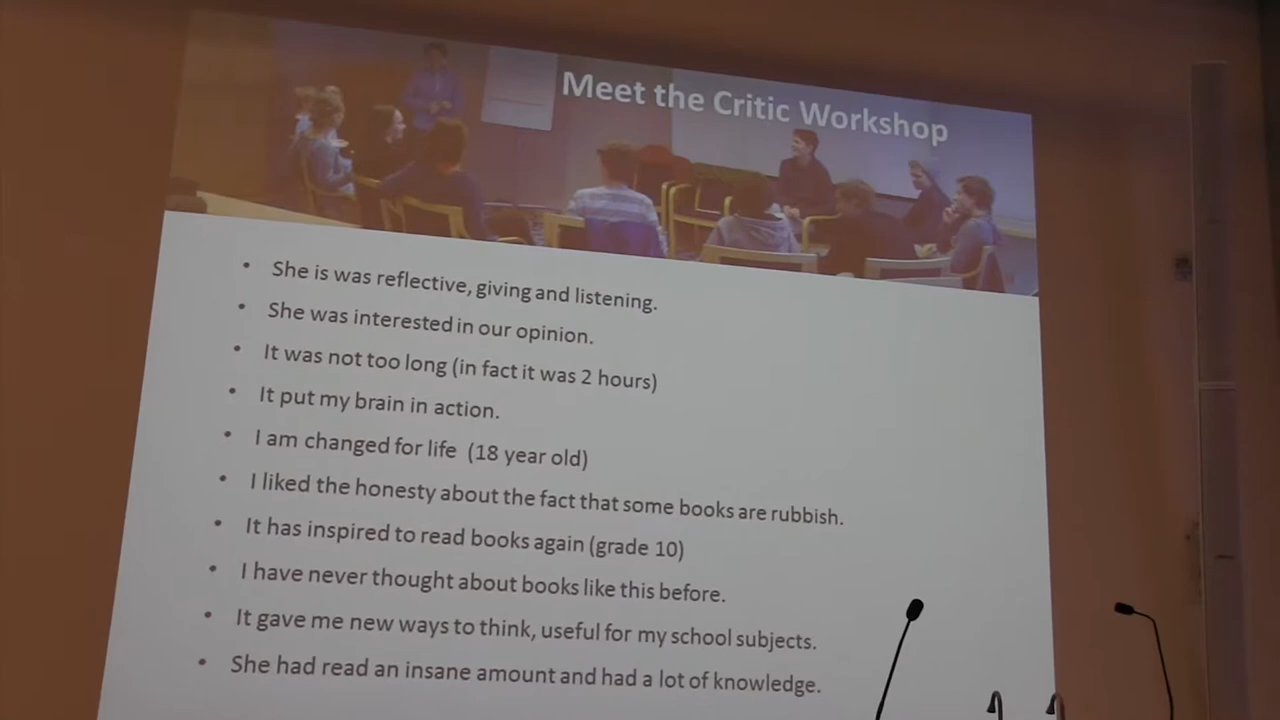 Meet the Critic Workshop
• She is was reflective, giving and listening.
• She was interested in our opinion.
• It was not too long (in fact it was 2 hours)
• It put my brain in action.
• I am changed for life (18 year old)
• I liked the honesty about the fact that some books are rubbish.
• It has inspired to read books again (grade 10)
• I have never thought about books like this before.
• It gave me new ways to think, useful for my school subjects.
• She had read an insane amount and had a lot of knowledge.